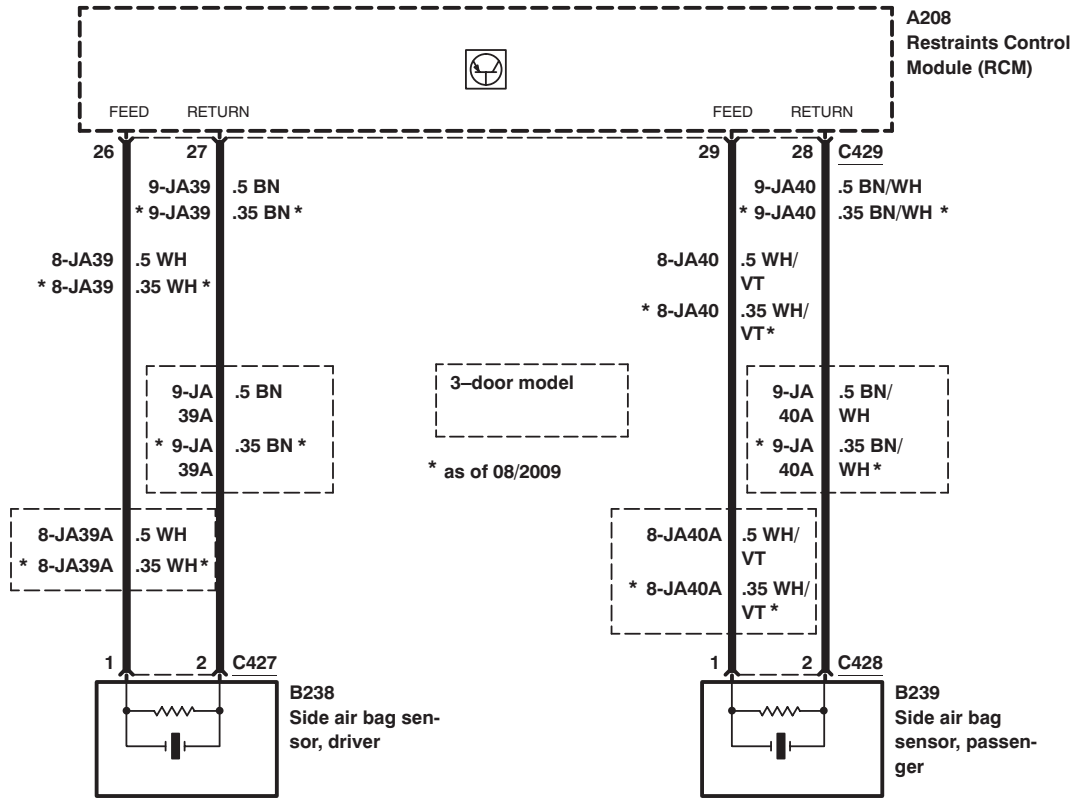 A208
Restraints Control
Module (RCM)
FEED RETURN FEED RETURN
26 27 29 28 C429
9-JA39 .5 BN
* 9-JA39 .35 BN *
9-JA40 .5 BN/WH
* 9-JA40 .35 BN/WH *
8-JA39 .5 WH
* 8-JA39 .35 WH *
8-JA40 .5 WH/
VT
* 8-JA40 .35 WH/
VT *
9-JA .5 BN
39A
* 9-JA .35 BN *
39A
3–door model
* as of 08/2009
9-JA .5 BN/
40A WH
* 9-JA .35 BN/
40A WH *
8-JA39A .5 WH
* 8-JA39A .35 WH *
8-JA40A .5 WH/
VT
* 8-JA40A .35 WH/
VT *
1 2 C427
1 2 C428
B238
Side air bag sen-
sor, driver
B239
Side air bag
sensor, passen-
ger